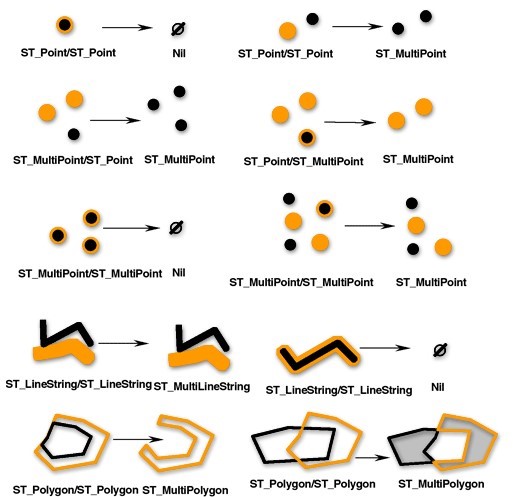 ST_Point/ST_Point Nil ST_Point/ST_Point ST_MultiPoint
ST_MultiPoint/ST_Point ST_MultiPoint ST_Point/ST_MultiPoint ST_MultiPoint
ST_MultiPoint/ST_MultiPoint Nil ST_MultiPoint/ST_MultiPoint ST_MultiPoint
ST_LineString/ST_LineString ST_MultiLineString ST_LineString/ST_LineString Nil
ST_Polygon/ST_Polygon ST_MultiPolygon ST_Polygon/ST_Polygon ST_MultiPolygon